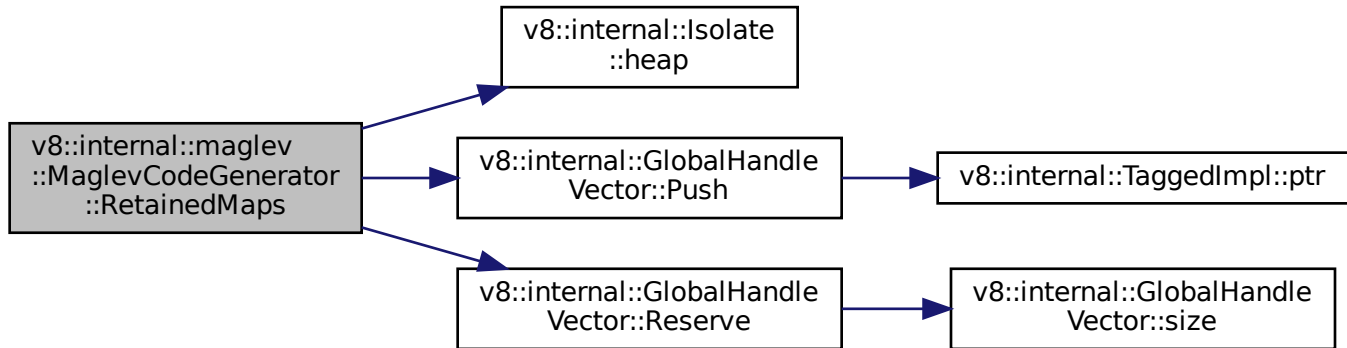 v8::internal::maglev
::MaglevCodeGenerator
::RetainedMaps
v8::internal::Isolate
::heap
v8::internal::GlobalHandle
Vector::Push
v8::internal::TaggedImpl::ptr
v8::internal::GlobalHandle
Vector::Reserve
v8::internal::GlobalHandle
Vector::size